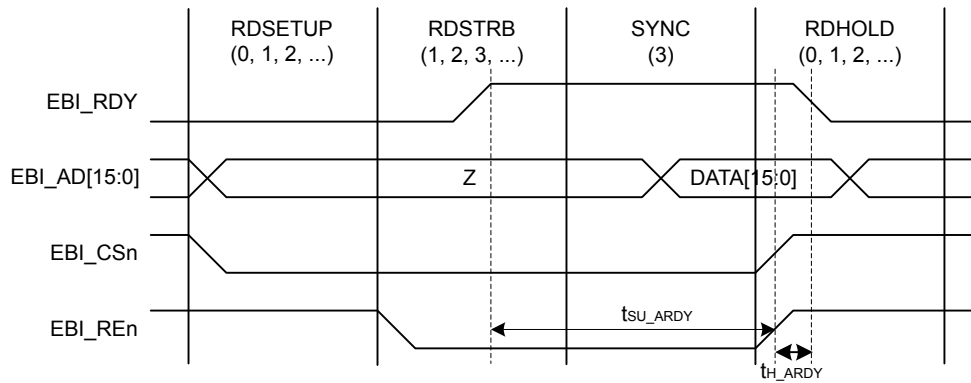 RDSETUP
(0, 1, 2, ...)
RDSTRB
(1, 2, 3, ...)
SYNC
(3)
RDHOLD
(0, 1, 2, ...)
EBI_RDY
EBI_AD[15:0]
Z
DATA[15:0]
EBI_CSn
EBI_REn
tSU_ARDY
tH_ARDY